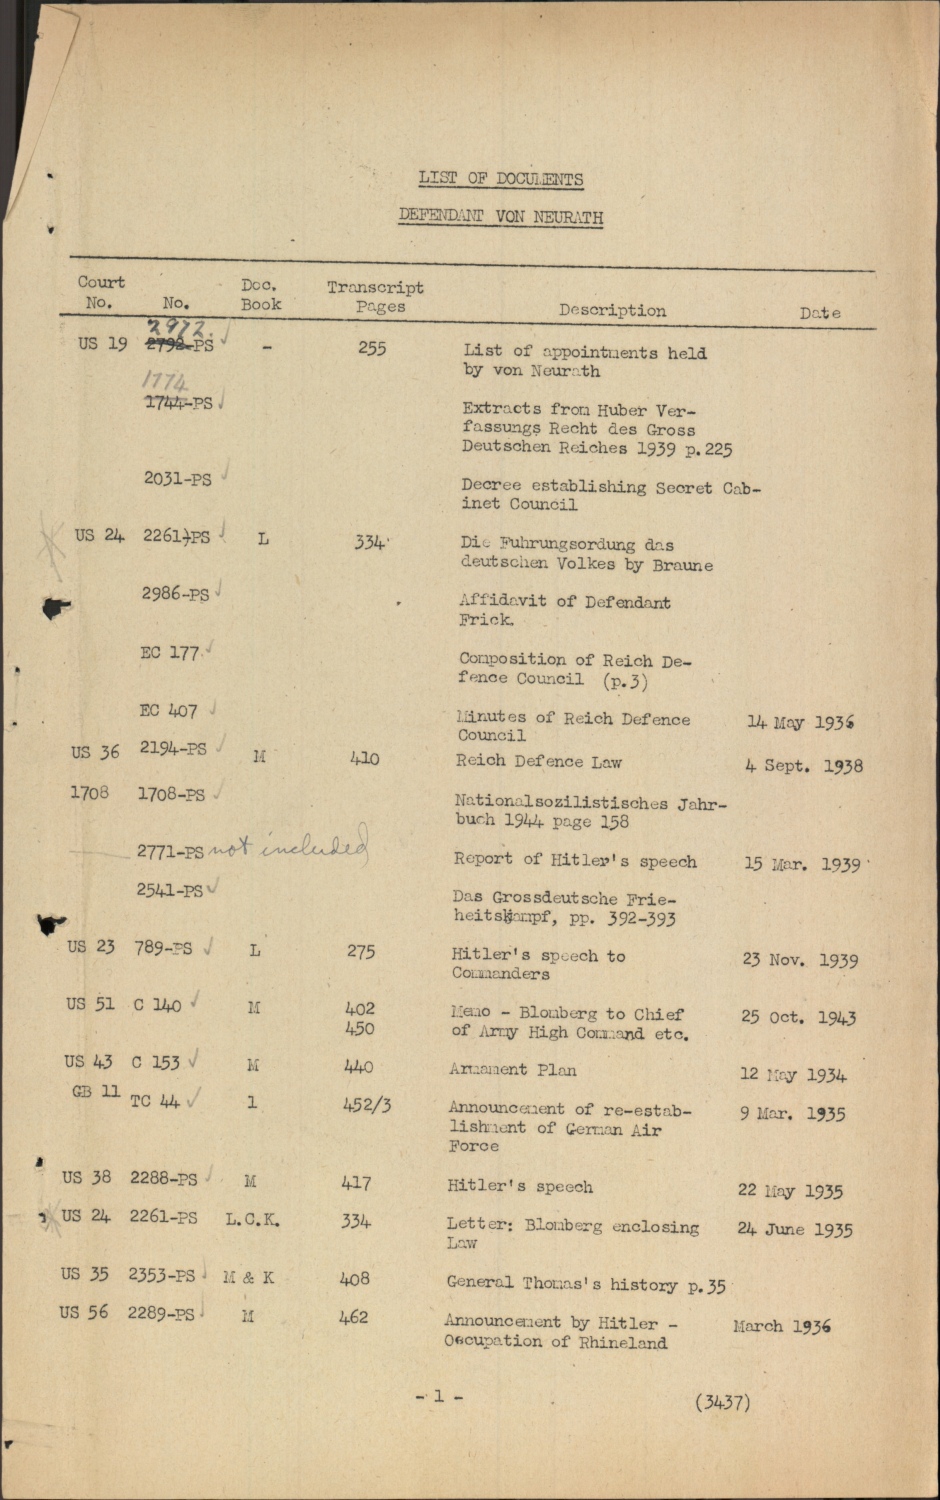 LIST OF DOCUMENTS
DEFENDANT VON NEURATH
Court No. No. Doc. Book Transcript Pages Description Date
2972.
US 19 2798-PS - 255 List of appointments held
by von Neurath
1774
1744-PS Extracts from Huber Ver-
fassungs Recht des Gross
Deutschen Reiches 1939 p.225
2031-PS Decree establishing Secret Cab-
inet Council
US 24 2261-PS L 334 Die Fuhrungsordung das
deutschen Volkes by Braune
2986-PS Affidavit of Defendant
Frick.
EC 177 Composition of Reich De-
fence Council (p.3)
EC 407 Minutes of Reich Defence 14 May 1936
Council
US 36 2194-PS M 410 Reich Defence Law 4 Sept. 1938
1708 1708-PS Nationalsozilistisches Jahr-
buch 1944 page 158
2771-PS not included Report of Hitler's speech 15 Mar. 1939
2541-PS Das Grossdeutsche Frie-
heitskampf, pp. 392-393
US 23 789-PS L 275 Hitler's speech to 23 Nov. 1939
Commanders
US 51 C 140 M 402 Memo - Blomberg to Chief 25 Oct. 1943
450 of Army High Command etc.
US 43 C 153 M 440 Armament Plan 12 May 1934
GB 11 TC 44 1 452/3 Announcement of re-estab- 9 Mar. 1935
lishment of German Air
Force
US 38 2288-PS M 417 Hitler's speech 22 May 1935
US 24 2261-PS L.C.K. 334 Letter: Blomberg enclosing 24 June 1935
Law
US 35 2353-PS M & K 408 General Thomas's history p.35
US 56 2289-PS M 462 Announcement by Hitler - March 1936
Occupation of Rhineland
- 1 - (3437)